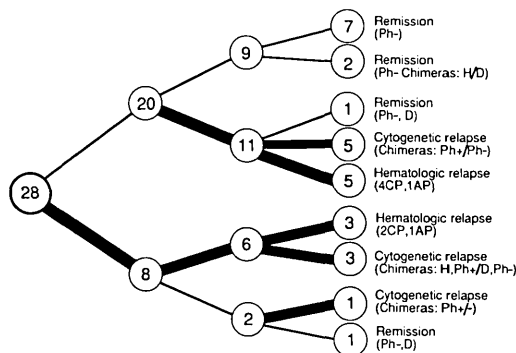 7 Remission
(Ph-)
9
2 Remission
(Ph- Chimeras: H/D)
20
1 Remission
(Ph-, D)
11
5 Cytogenetic relapse
(Chimeras: Ph+/Ph-)
5 Hematologic relapse
(4CP,1AP)
28
3 Hematologic relapse
(2CP,1AP)
6
3 Cytogenetic relapse
(Chimeras: H,Ph+/D,Ph-)
8
1 Cytogenetic relapse
(Chimeras: Ph+/-)
2
1 Remission
(Ph-,D)